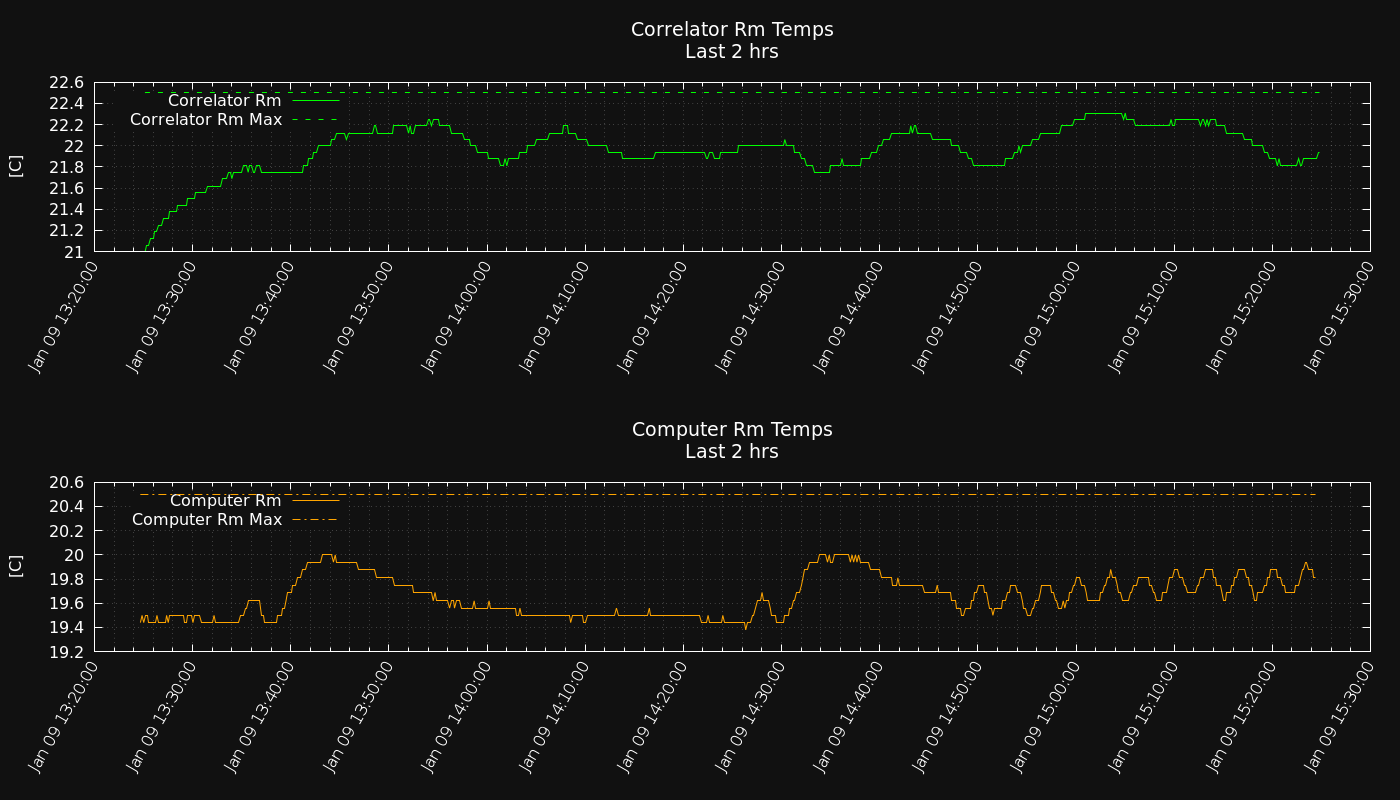 Correlator Rm Temps
Last 2 hrs
22.6
22.4
22.2
22
21.8
21.6
21.4
21.2
21
[C]
Correlator Rm
Correlator Rm Max
Jan 09 13:20:00
Jan 09 13:30:00
Jan 09 13:40:00
Jan 09 13:50:00
Jan 09 14:00:00
Jan 09 14:10:00
Jan 09 14:20:00
Jan 09 14:30:00
Jan 09 14:40:00
Jan 09 14:50:00
Jan 09 15:00:00
Jan 09 15:10:00
Jan 09 15:20:00
Jan 09 15:30:00
Computer Rm Temps
Last 2 hrs
20.6
20.4
20.2
20
19.8
19.6
19.4
19.2
[C]
Computer Rm
Computer Rm Max
Jan 09 13:20:00
Jan 09 13:30:00
Jan 09 13:40:00
Jan 09 13:50:00
Jan 09 14:00:00
Jan 09 14:10:00
Jan 09 14:20:00
Jan 09 14:30:00
Jan 09 14:40:00
Jan 09 14:50:00
Jan 09 15:00:00
Jan 09 15:10:00
Jan 09 15:20:00
Jan 09 15:30:00